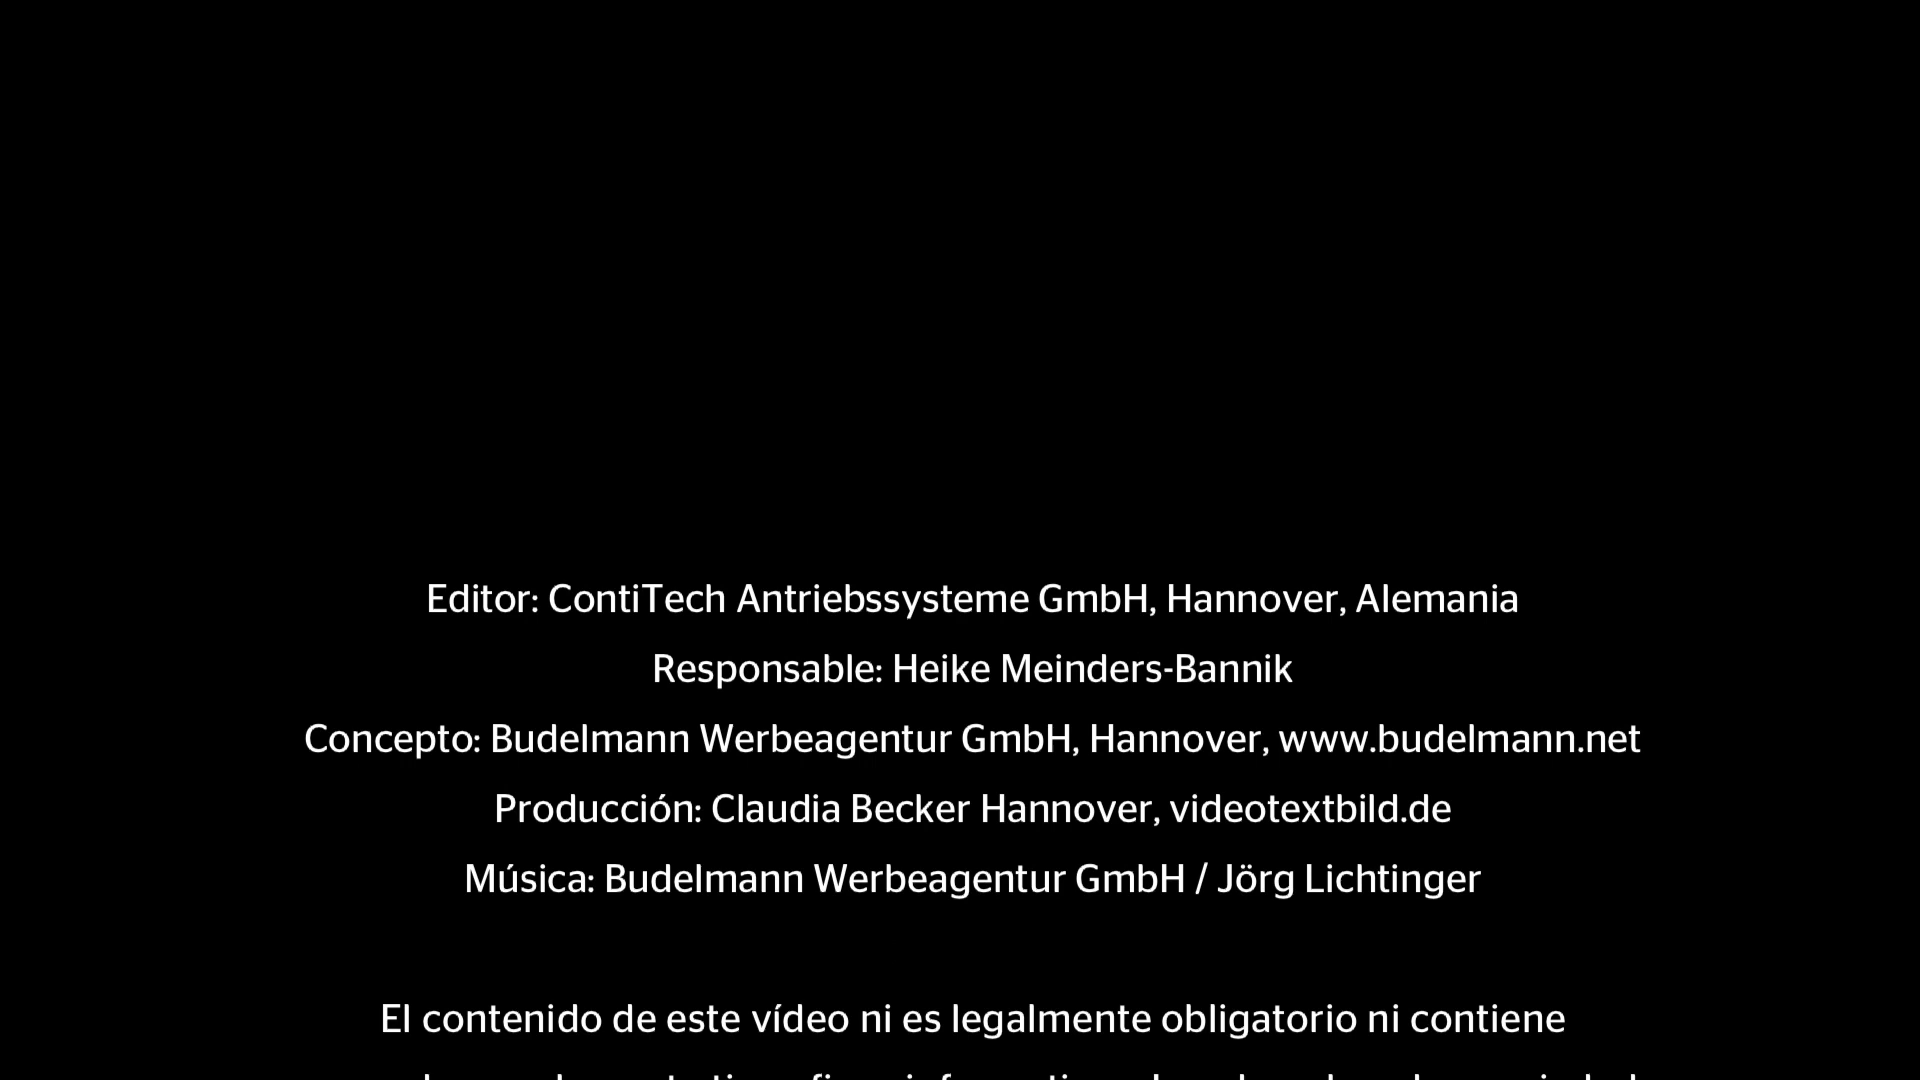 Editor: ContiTech Antriebssysteme GmbH, Hannover, Alemania
Responsable: Heike Meinders-Bannik
Concepto: Budelmann Werbeagentur GmbH, Hannover, www.budelmann.net
Producción: Claudia Becker Hannover, videotextbild.de
Música: Budelmann Werbeagentur GmbH / Jörg Lichtinger
El contenido de este vídeo ni es legalmente obligatorio ni contiene